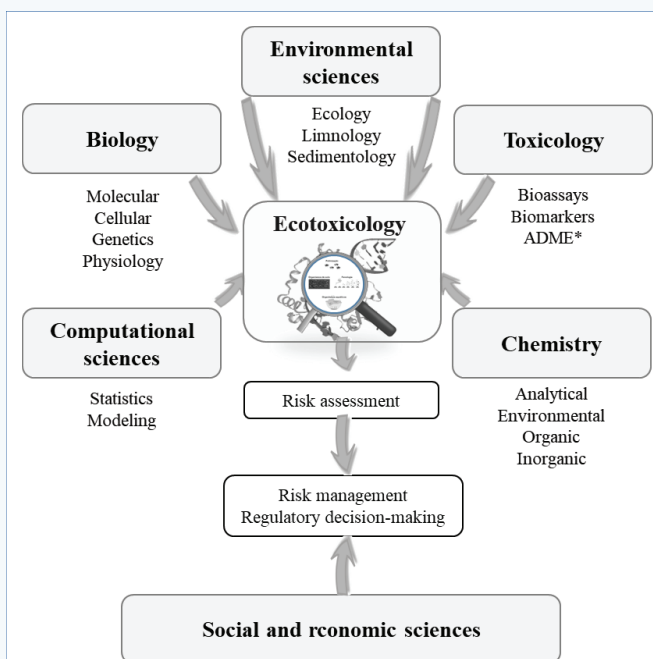 Environmental
sciences
Ecology
Limnology
Sedimentology
Biology
Molecular
Cellular
Genetics
Physiology
Toxicology
Bioassays
Biomarkers
ADME*
Ecotoxicology
Computational
sciences
Statistics
Modeling
Chemistry
Analytical
Environmental
Organic
Inorganic
Risk assessment
Risk management
Regulatory decision-making
Social and rconomic sciences